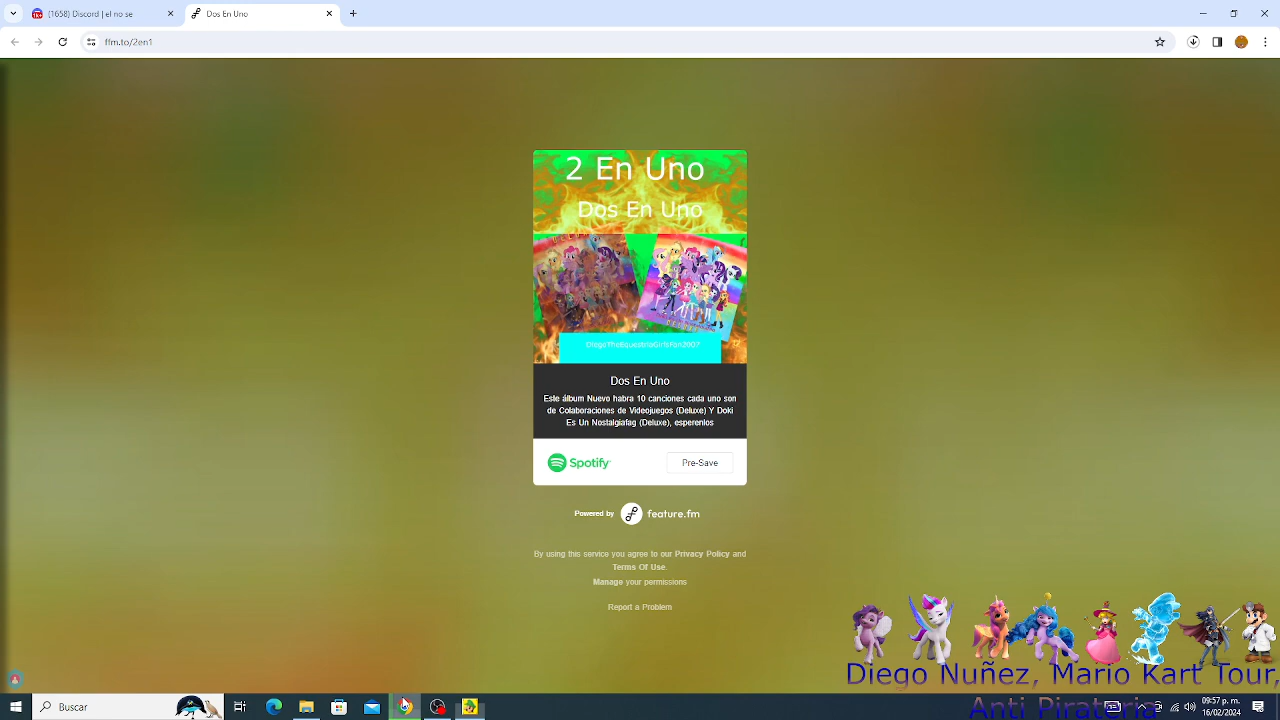 (1658) Discord | #se
Dos En Uno
ffm.to/2en1
2 En Uno
Dos En Uno
DiegoTheEquestriaGirlsFan2007
Dos En Uno
Este álbum Nuevo habra 10 canciones cada uno son
de Colaboraciones de Videojuegos (Deluxe) Y Doki
Es Un Nostalgiafag (Deluxe), esperenlos
Spotify
Pre-Save
Powered by feature.fm
By using this service you agree to our Privacy Policy and
Terms Of Use.
Manage your permissions
Report a Problem
Diego Nuñez, Mario Kart Tour,
Anti Pirateria
Buscar
09:57 p. m.
16/02/2024